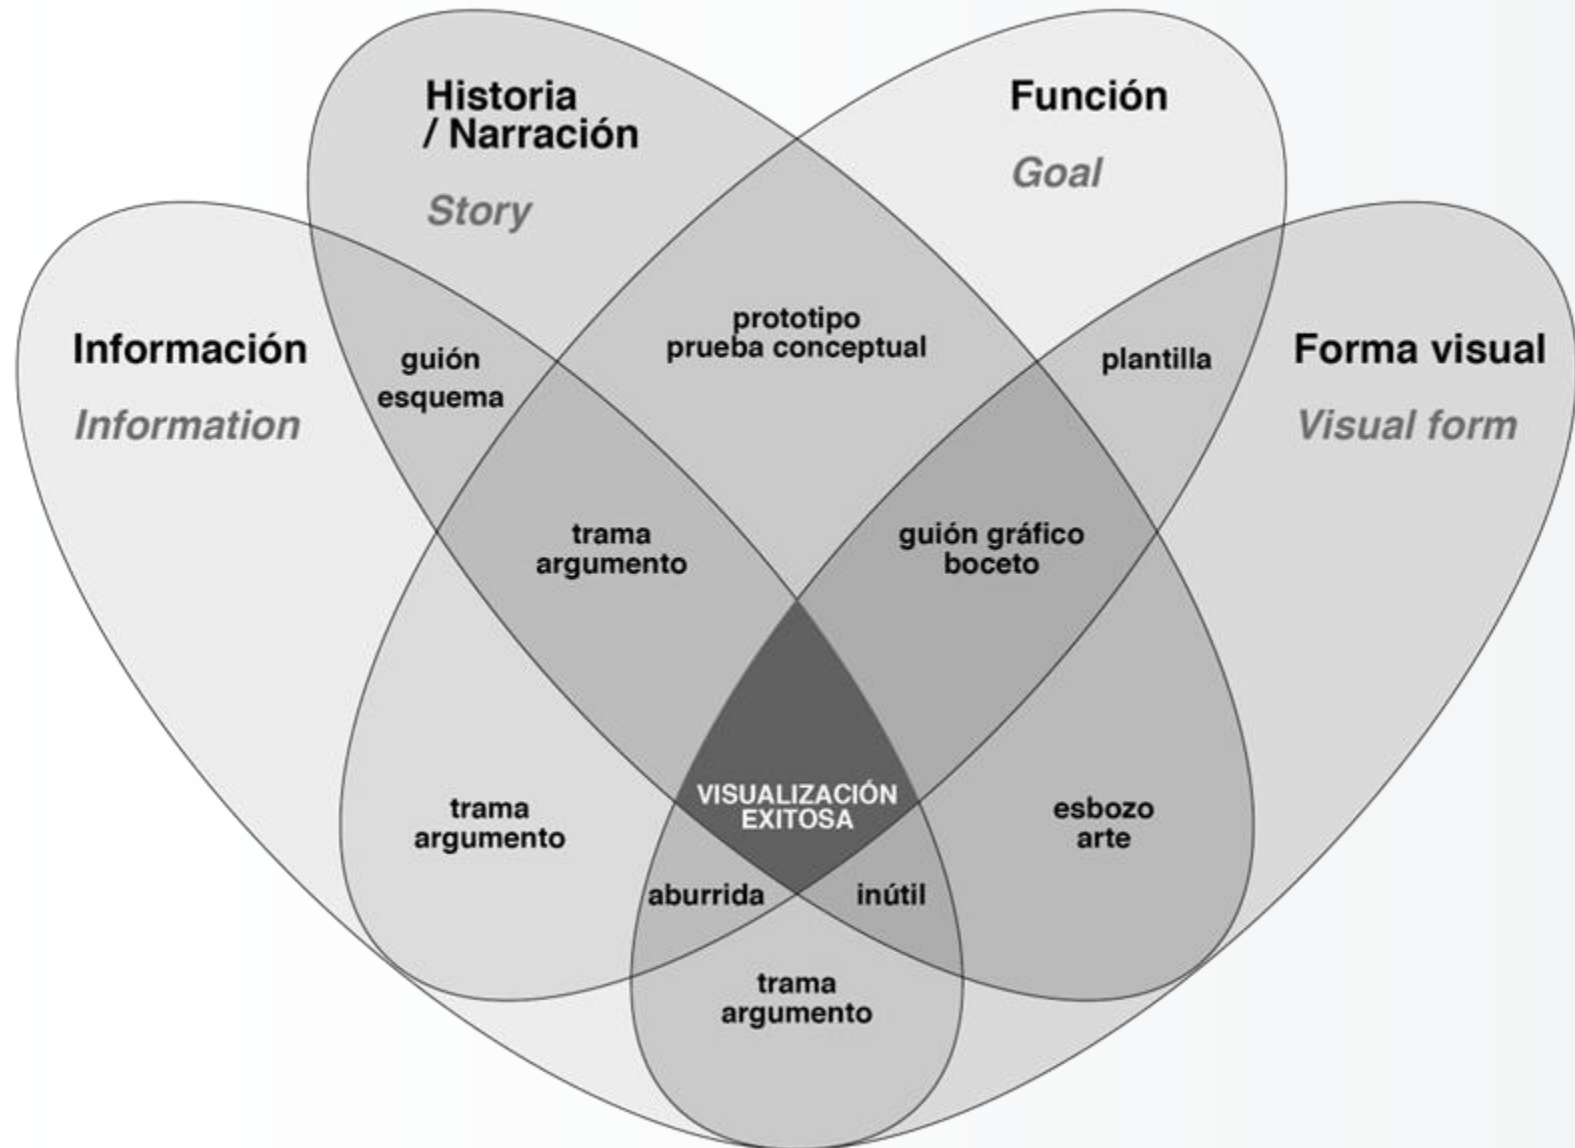 Historia
/ Narración
Story
Función
Goal
Información
Information
Forma visual
Visual form
guión
esquema
prototipo
prueba conceptual
plantilla
trama
argumento
guión gráfico
boceto
VISUALIZACIÓN
EXITOSA
trama
argumento
esbozo
arte
aburrida
inútil
trama
argumento